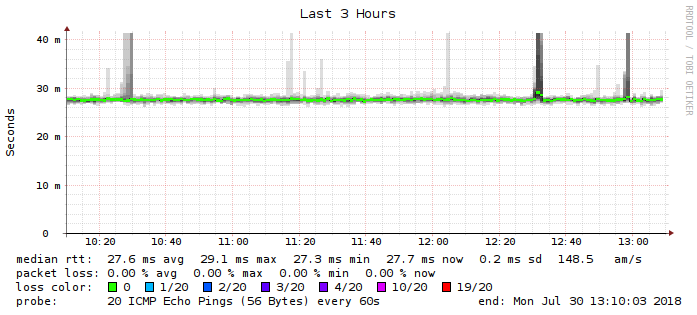 Last 3 Hours
RRDTOOL / TOBI OETIKER
Seconds
40 m
30 m
20 m
10 m
0
10:20 10:40 11:00 11:20 11:40 12:00 12:20 12:40 13:00
median rtt: 27.6 ms avg 29.1 ms max 27.3 ms min 27.7 ms now 0.2 ms sd 148.5 am/s
packet loss: 0.00 % avg 0.00 % max 0.00 % min 0.00 % now
loss color: 0 1/20 2/20 3/20 4/20 10/20 19/20
probe: 20 ICMP Echo Pings (56 Bytes) every 60s end: Mon Jul 30 13:10:03 2018